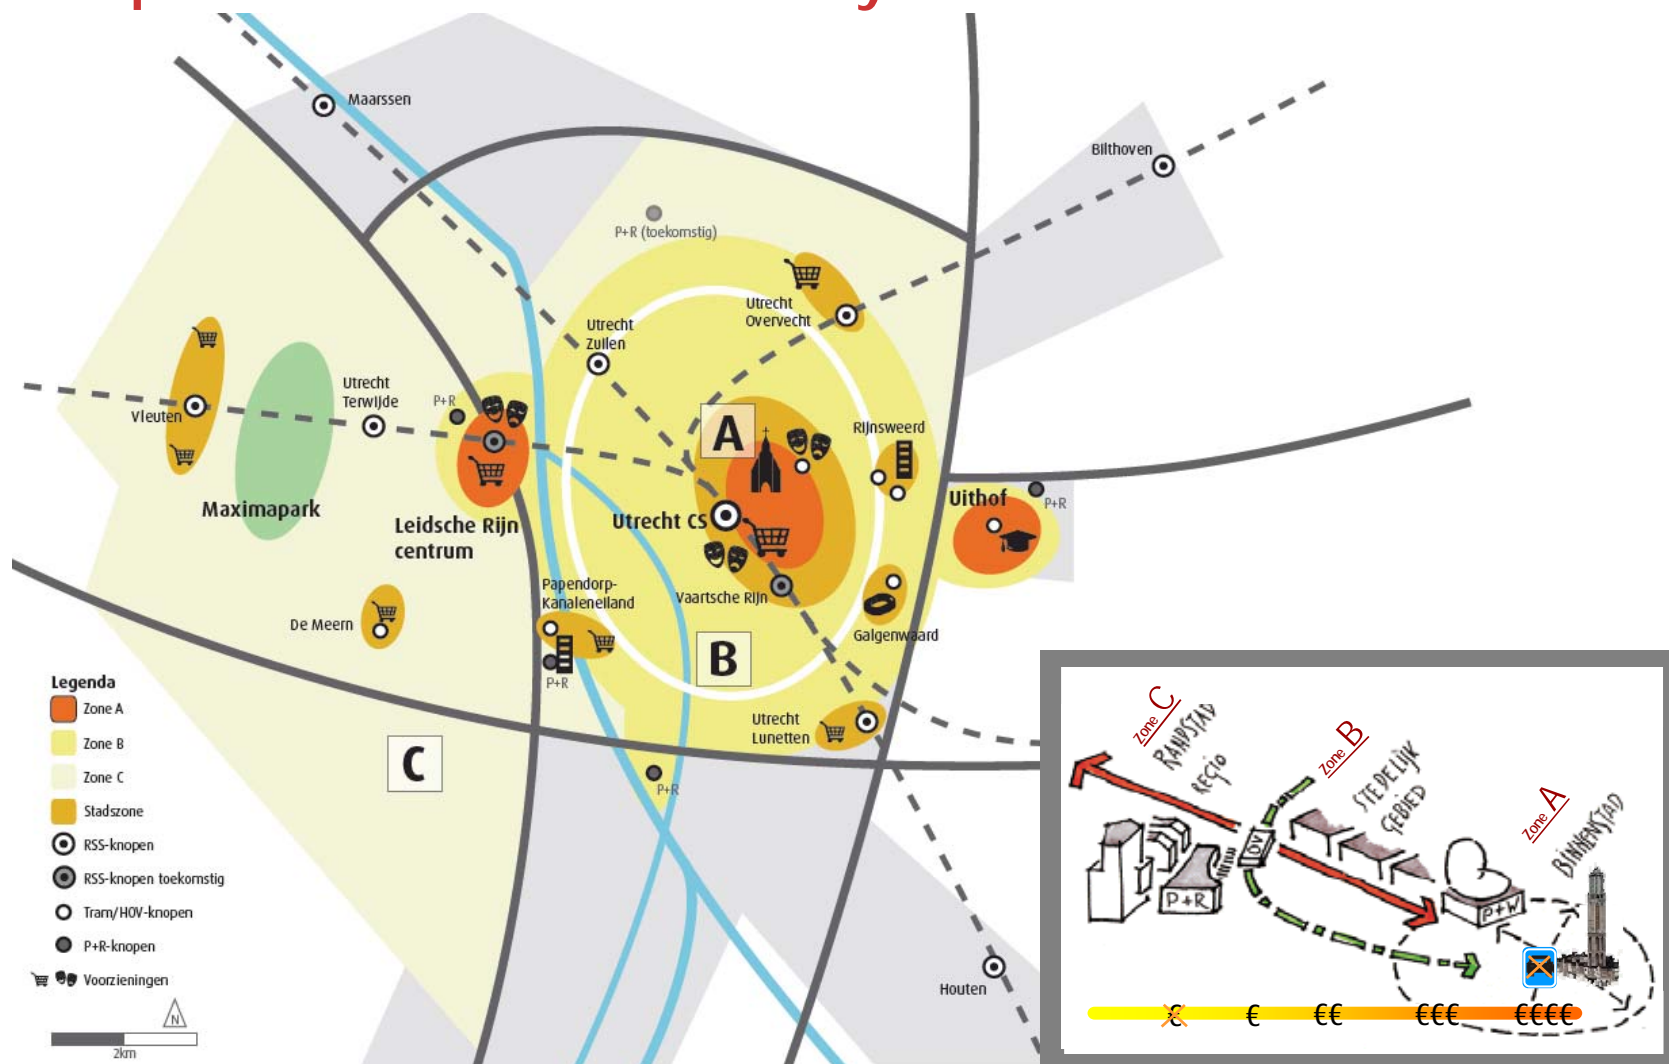 Maarssen
Bilthoven
P+R (toekomstig)
Utrecht
Overvecht
Utrecht
Zuilen
Utrecht
Terwijde
P+R
Vleuten
A
Rijnsweerd
Maximapark
Leidsche Rijn
centrum
Utrecht CS
Uithof
P+R
Papendorp-
Kanaleneiland
Vaartsche Rijn
De Meern
Galgenwaard
B
P+R
Utrecht
Lunetten
C
P+R
Houten
Legenda
Zone A
Zone B
Zone C
Stadszone
RSS-knopen
RSS-knopen toekomstig
Tram/HOV-knopen
P+R-knopen
Voorzieningen
N
2km
Zone C
RANDSTAD
REGIO
Zone B
STEDELIJK
GEBIED
Zone A
BINNENSTAD
OV
P+R
P+W
€ € €€ €€€ €€€€